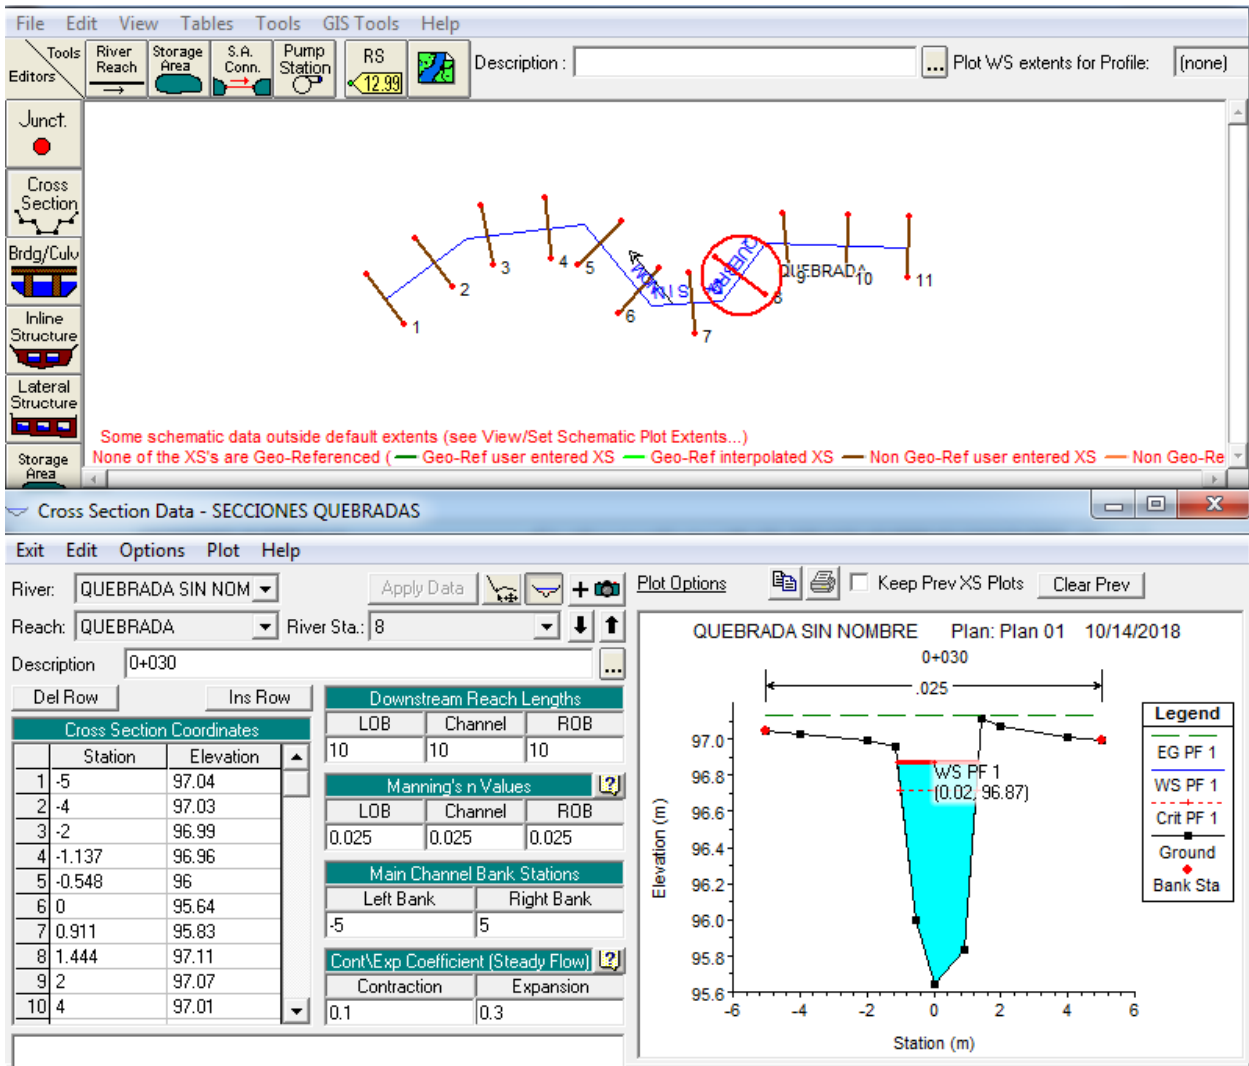 File Edit View Tables Tools GIS Tools Help
Tools
Editors
River
Reach
Storage
Area
S.A.
Conn.
Pump
Station
RS
12.99
Description :
...
Plot WS extents for Profile:
(none)
Junct.
Cross
Section
Brdg/Culv
Inline
Structure
Lateral
Structure
Storage
Area
1
2
3
4
5
6
7
8
9
10
11
QUEBRADA
Some schematic data outside default extents (see View/Set Schematic Plot Extents...)
None of the XS's are Geo-Referenced ( Geo-Ref user entered XS Geo-Ref interpolated XS Non Geo-Ref user entered XS Non Geo-Re
Cross Section Data - SECCIONES QUEBRADAS
Exit Edit Options Plot Help
River: QUEBRADA SIN NOM Apply Data
Reach: QUEBRADA River Sta.: 8
Description 0+030 ...
Del Row Ins Row
Cross Section Coordinates
Station Elevation
1 -5 97.04
2 -4 97.03
3 -2 96.99
4 -1.137 96.96
5 -0.548 96
6 0 95.64
7 0.911 95.83
8 1.444 97.11
9 2 97.07
10 4 97.01
Downstream Reach Lengths
LOB Channel ROB
10 10 10
Manning's n Values
LOB Channel ROB
0.025 0.025 0.025
Main Channel Bank Stations
Left Bank Right Bank
-5 5
Cont\Exp Coefficient (Steady Flow)
Contraction Expansion
0.1 0.3
Plot Options Keep Prev XS Plots Clear Prev
QUEBRADA SIN NOMBRE Plan: Plan 01 10/14/2018
0+030
.025
WS PF 1
(0.02, 96.87)
Elevation (m)
97.0
96.8
96.6
96.4
96.2
96.0
95.8
95.6
-6 -4 -2 0 2 4 6
Station (m)
Legend
EG PF 1
WS PF 1
Crit PF 1
Ground
Bank Sta